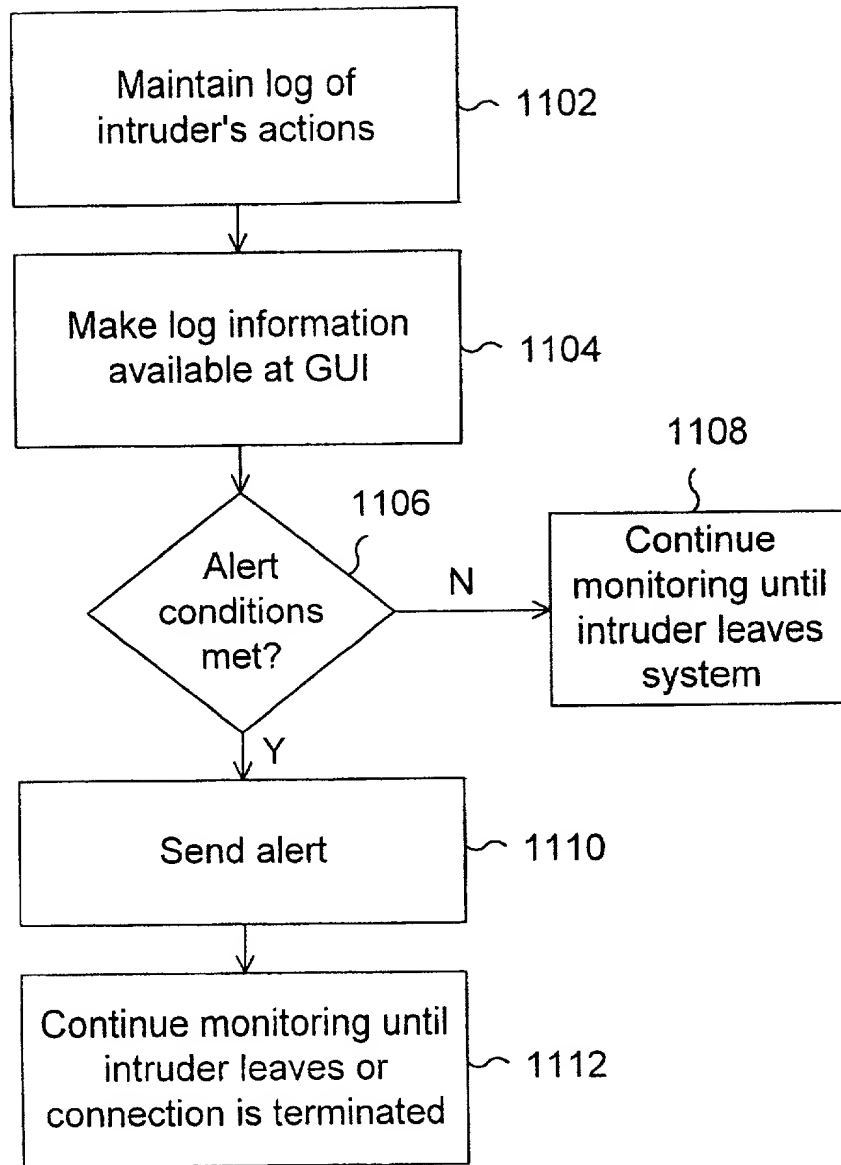 Maintain log of
intruder's actions
1102
Make log information
available at GUI
1104
1106
Alert
conditions
met?
N
1108
Continue
monitoring until
intruder leaves
system
Y
Send alert
1110
Continue monitoring until
intruder leaves or
connection is terminated
1112